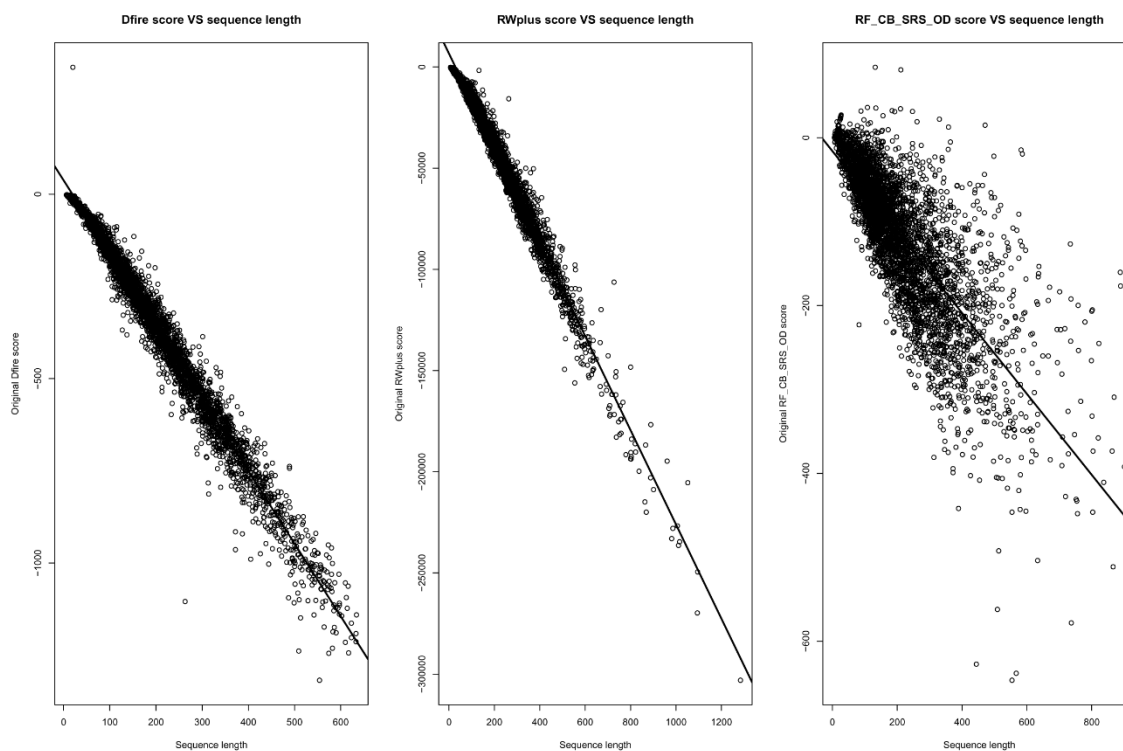 Dfire score VS sequence length
Original Dfire score
0
−500
−1000
0 100 200 300 400 500 600
Sequence length
RWplus score VS sequence length
Original RWplus score
0
−50000
−100000
−150000
−200000
−250000
−300000
0 200 400 600 800 1000 1200
Sequence length
RF_CB_SRS_OD score VS sequence length
Original RF_CB_SRS_OD score
0
−200
−400
−600
0 200 400 600 800
Sequence length